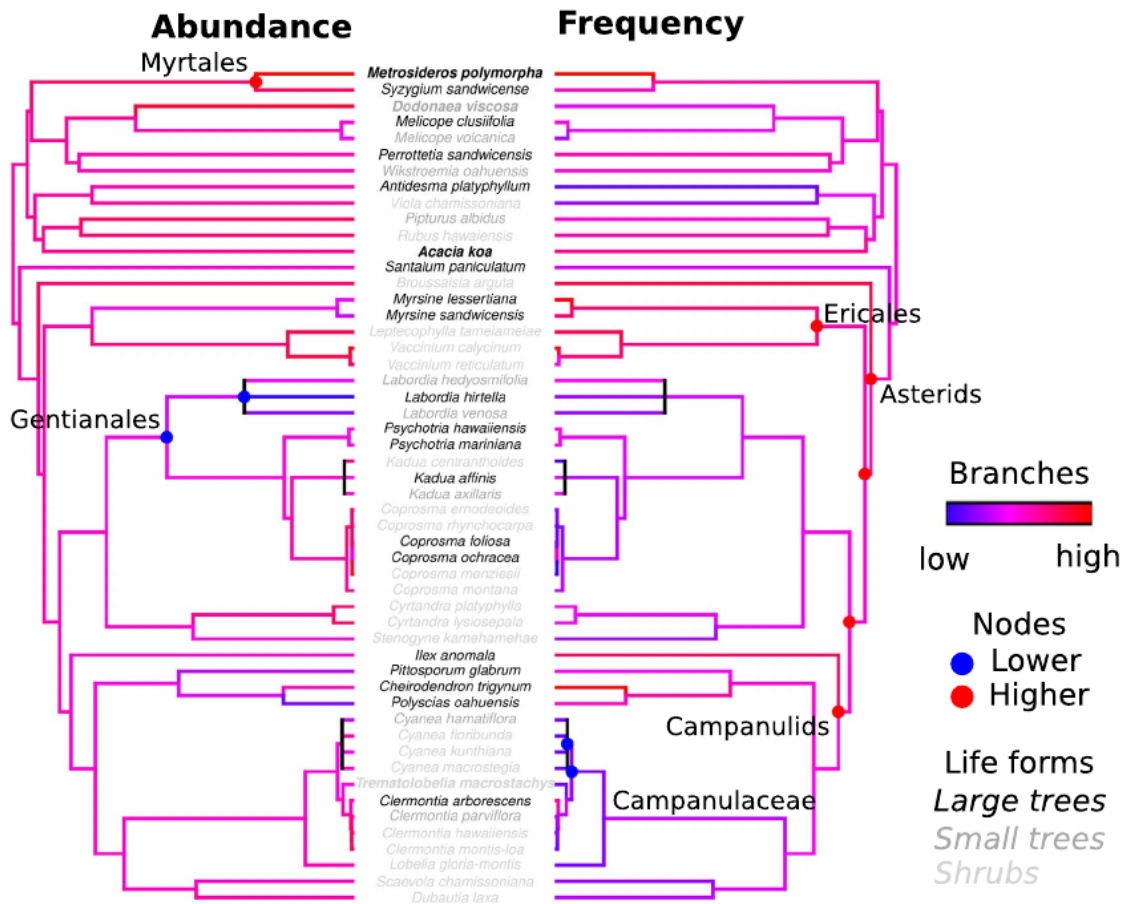 Abundance
Frequency
Myrtales
Metrosideros polymorpha
Syzygium sandwicense
Dodonaea viscosa
Melicope clusiifolia
Melicope volcanica
Perrottetia sandwicensis
Wikstroemia oahuensis
Antidesma platyphyllum
Viola chamissoniana
Pipturus albidus
Rubus hawaiensis
Acacia koa
Santalum paniculatum
Broussaisia arguta
Myrsine lessertiana
Myrsine sandwicensis
Ericales
Leptecophylla tameiameiae
Vaccinium calycinum
Vaccinium reticulatum
Labordia hedyosmifolia
Asterids
Labordia hirtella
Labordia venosa
Gentianales
Psychotria hawaiiensis
Psychotria mariniana
Kadua centranthoides
Kadua affinis
Kadua axillaris
Coprosma ernodeoides
Coprosma rhynchocarpa
Coprosma foliosa
Coprosma ochracea
Coprosma menziesii
Coprosma montana
Cyrtandra platyphylla
Cyrtandra lysiosepala
Stenogyne kamehamehae
Ilex anomala
Pittosporum glabrum
Cheirodendron trigynum
Polyscias oahuensis
Cyanea hamatiflora
Campanulids
Cyanea floribunda
Cyanea kunthiana
Cyanea macrostegia
Trematolobelia macrostachys
Clermontia arborescens
Campanulaceae
Clermontia parviflora
Clermontia hawaiiensis
Clermontia montis-loa
Lobelia gloria-montis
Scaevola chamissoniana
Dubautia laxa
Branches
low high
Nodes
Lower
Higher
Life forms
Large trees
Small trees
Shrubs